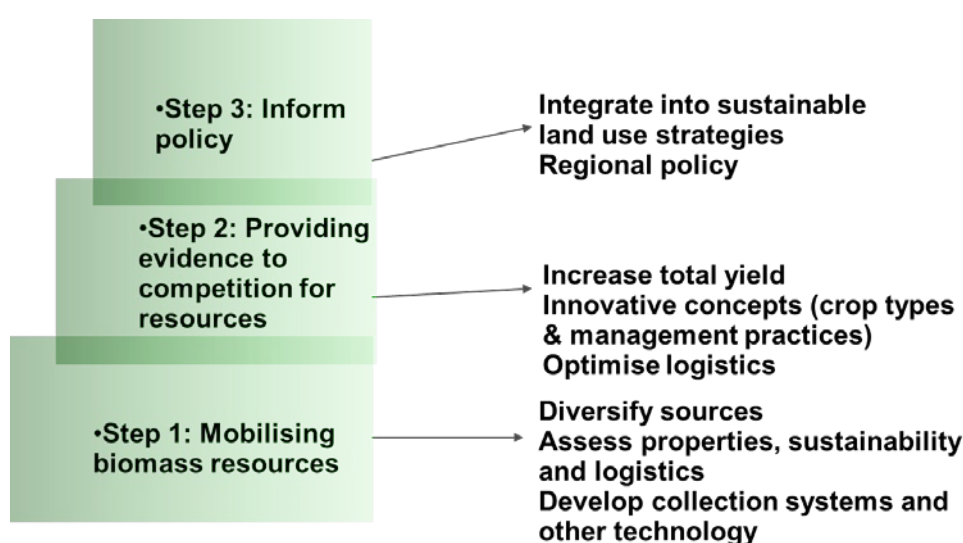 •Step 3: Inform
policy
Integrate into sustainable
land use strategies
Regional policy
•Step 2: Providing
evidence to
competition for
resources
Increase total yield
Innovative concepts (crop types
& management practices)
Optimise logistics
•Step 1: Mobilising
biomass resources
Diversify sources
Assess properties, sustainability
and logistics
Develop collection systems and
other technology